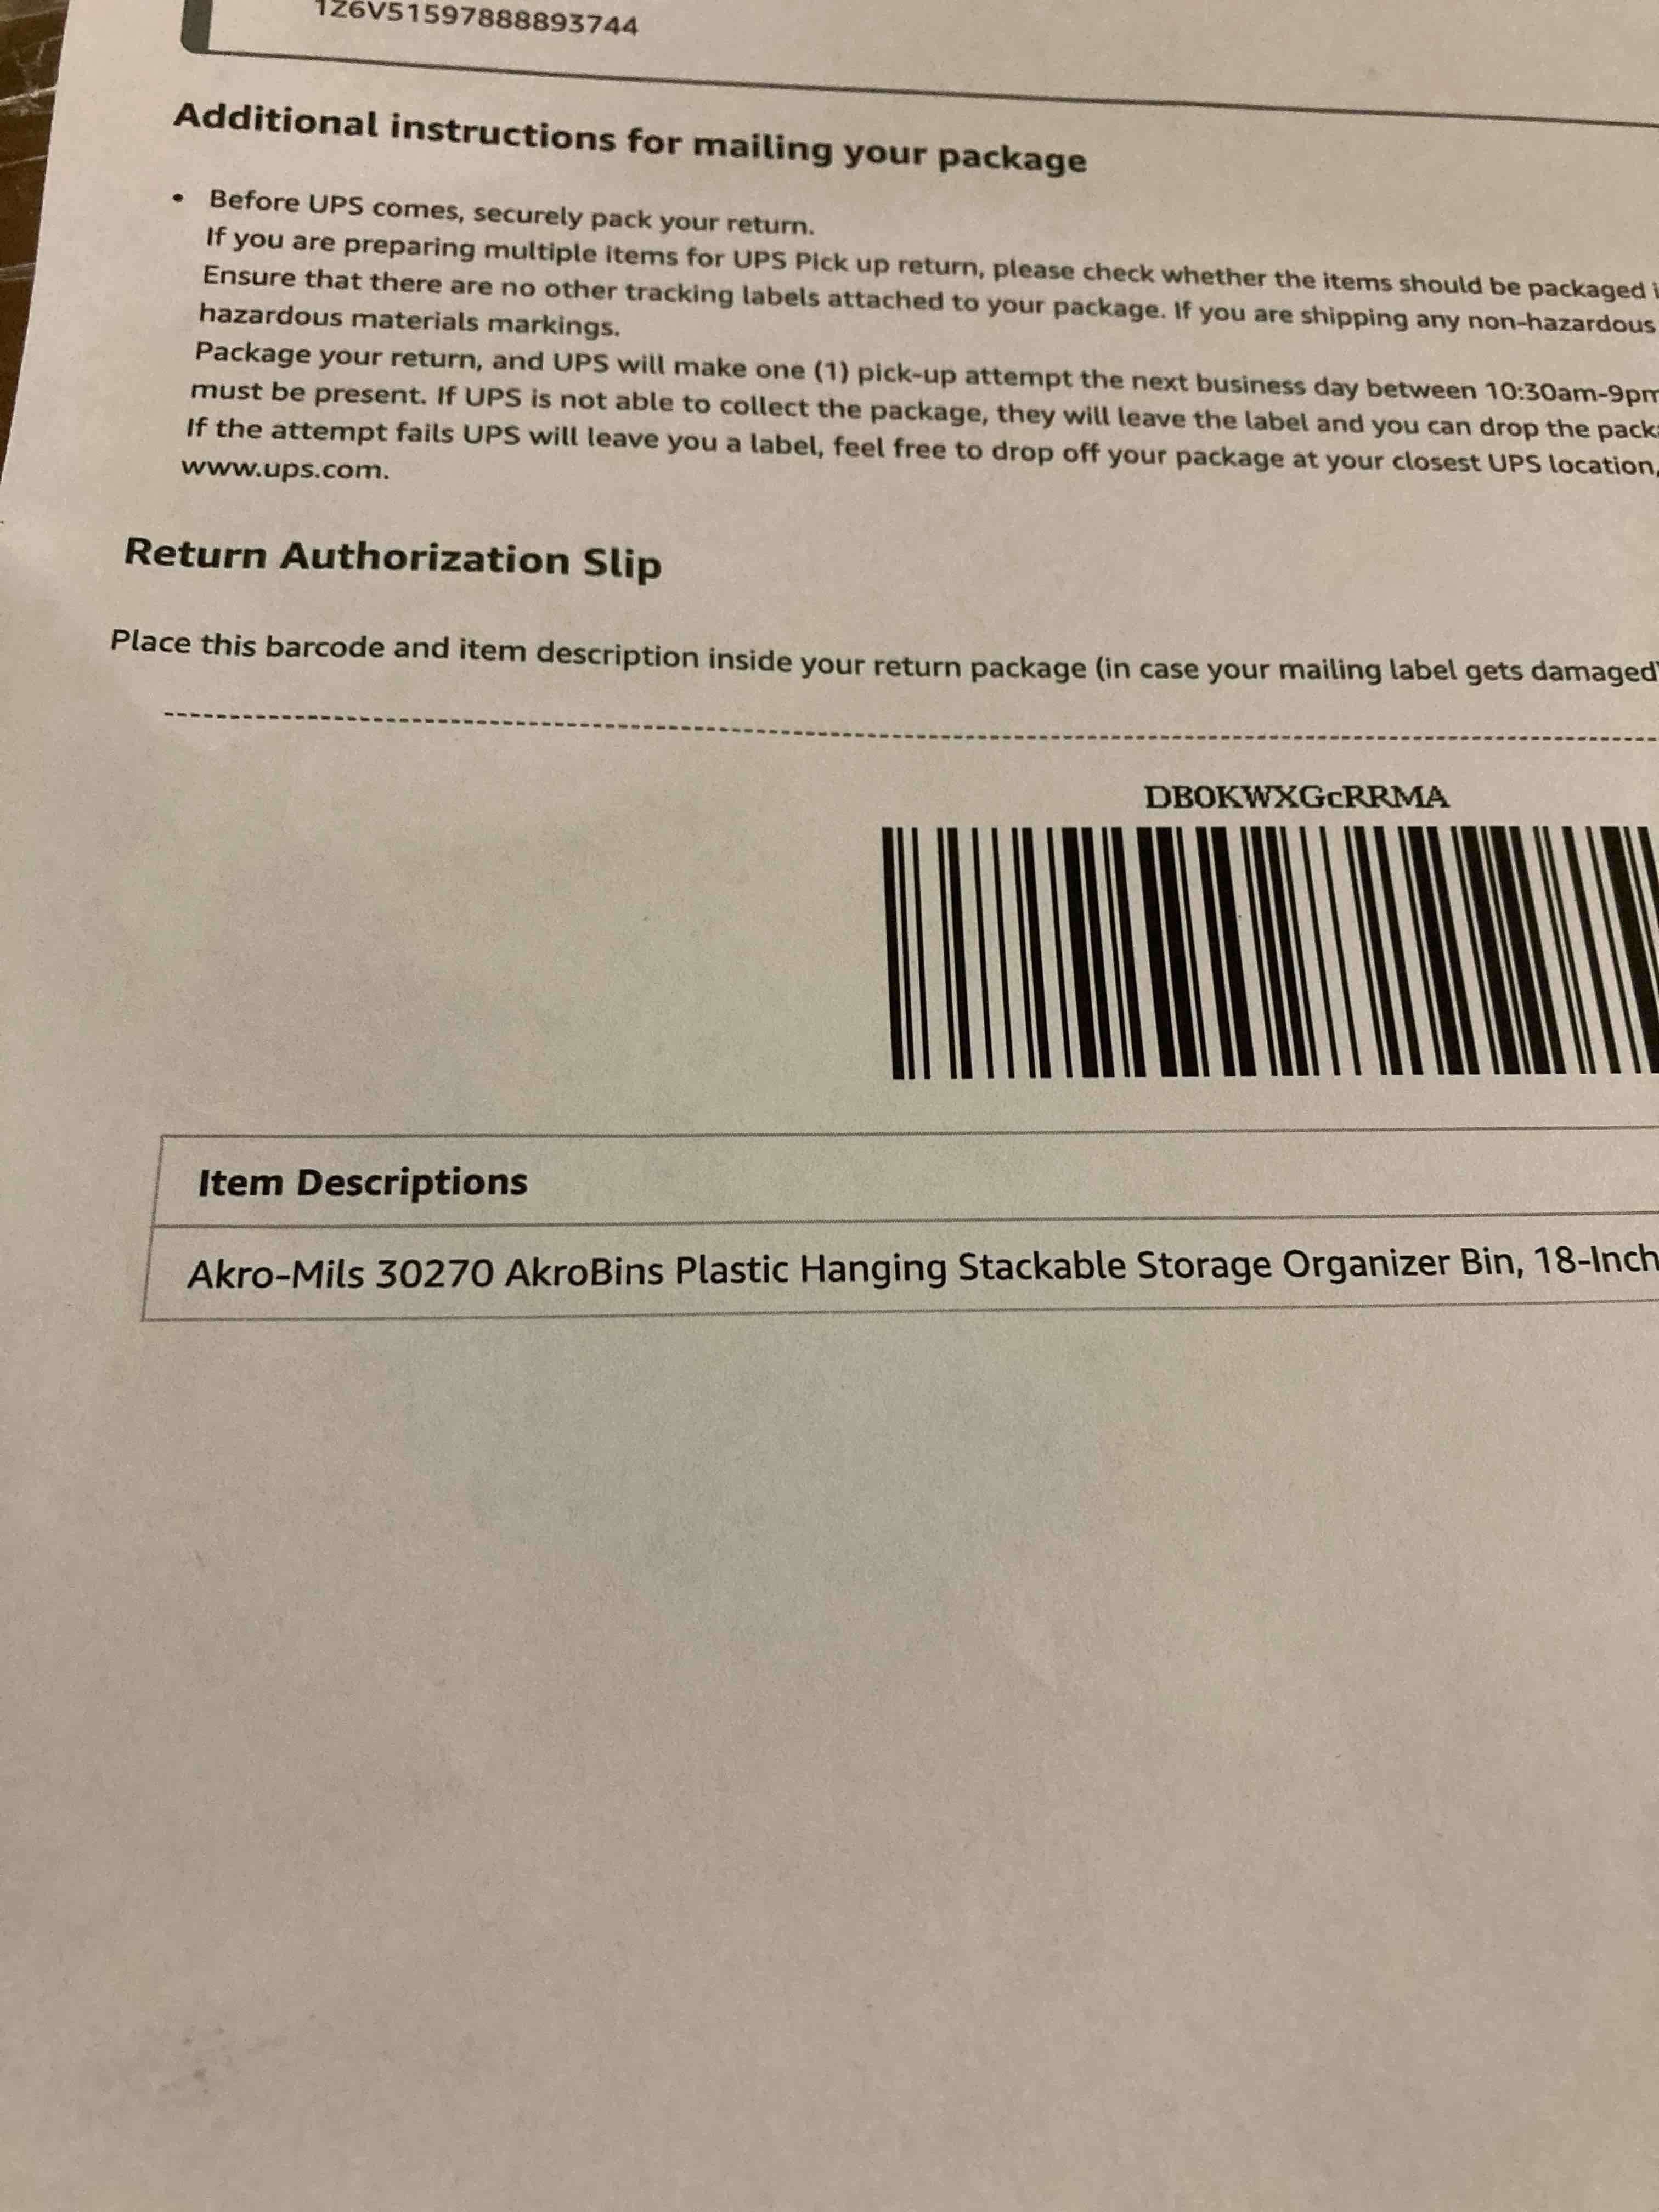 1Z6V51597888893744
Additional instructions for mailing your package
• Before UPS comes, securely pack your return.
If you are preparing multiple items for UPS Pick up return, please check whether the items should be packaged
Ensure that there are no other tracking labels attached to your package. If you are shipping any non-hazardous
hazardous materials markings.
Package your return, and UPS will make one (1) pick-up attempt the next business day between 10:30am-9pm
must be present. If UPS is not able to collect the package, they will leave the label and you can drop the
If the attempt fails UPS will leave you a label, feel free to drop off your package at your closest UPS location,
www.ups.com.
Return Authorization Slip
Place this barcode and item description inside your return package (in case your mailing label gets damaged)
DB0KWXGcRRMA
Item Descriptions
Akro-Mils 30270 AkroBins Plastic Hanging Stackable Storage Organizer Bin, 18-Inch